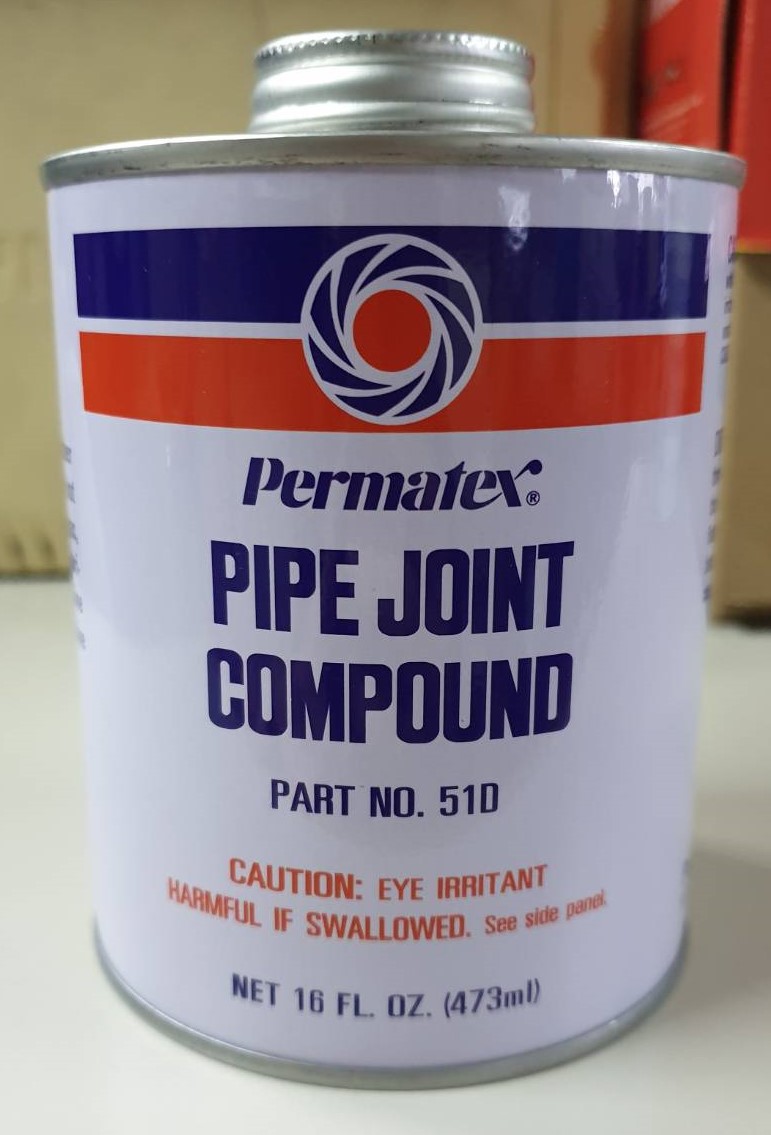 Permatex®
PIPE JOINT
COMPOUND
PART NO. 51D
CAUTION: EYE IRRITANT
HARMFUL IF SWALLOWED. See side panel.
NET 16 FL. OZ. (473ml)